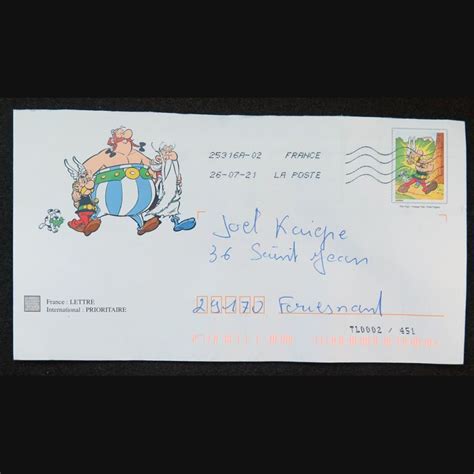 25316A-02 FRANCE
26-07-21 LA POSTE
Joel
36 Saint Jean
29170 Fouesnant
France : LETTRE
International : PRIORITAIRE
TL0002 / 451